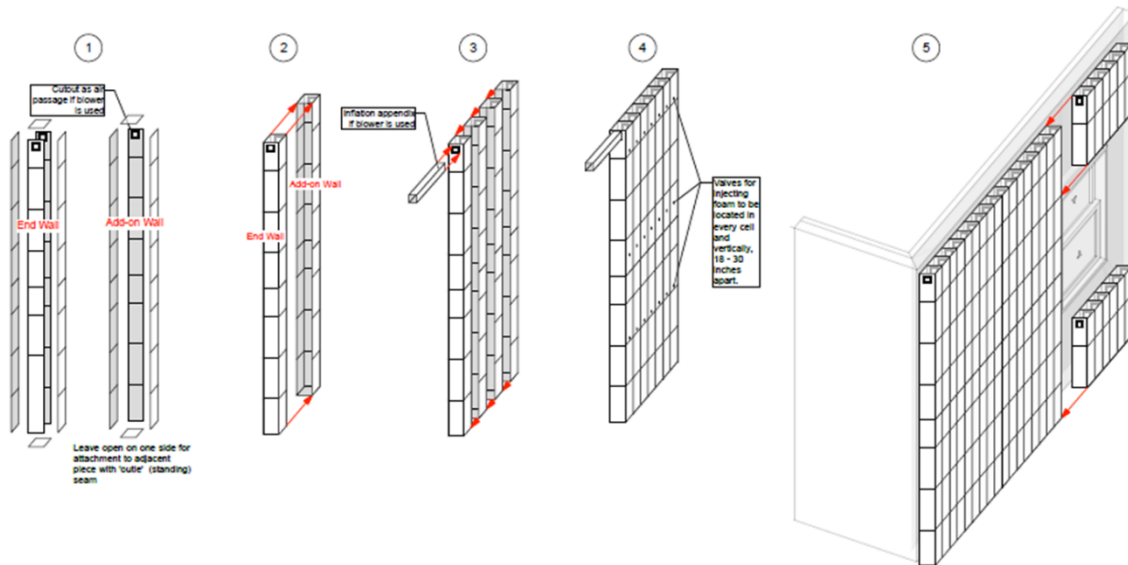 1
2
3
4
5
Cutout as air
passage if blower
is used
End Wall
Add-on Wall
Leave open on one side for
attachment to adjacent
piece with 'outie' (standing)
seam
Add-on Wall
End Wall
Inflation appendix
if blower is used
Valves for
injecting
foam to be
located in
every cell
and
vertically,
18 - 30
inches
apart.